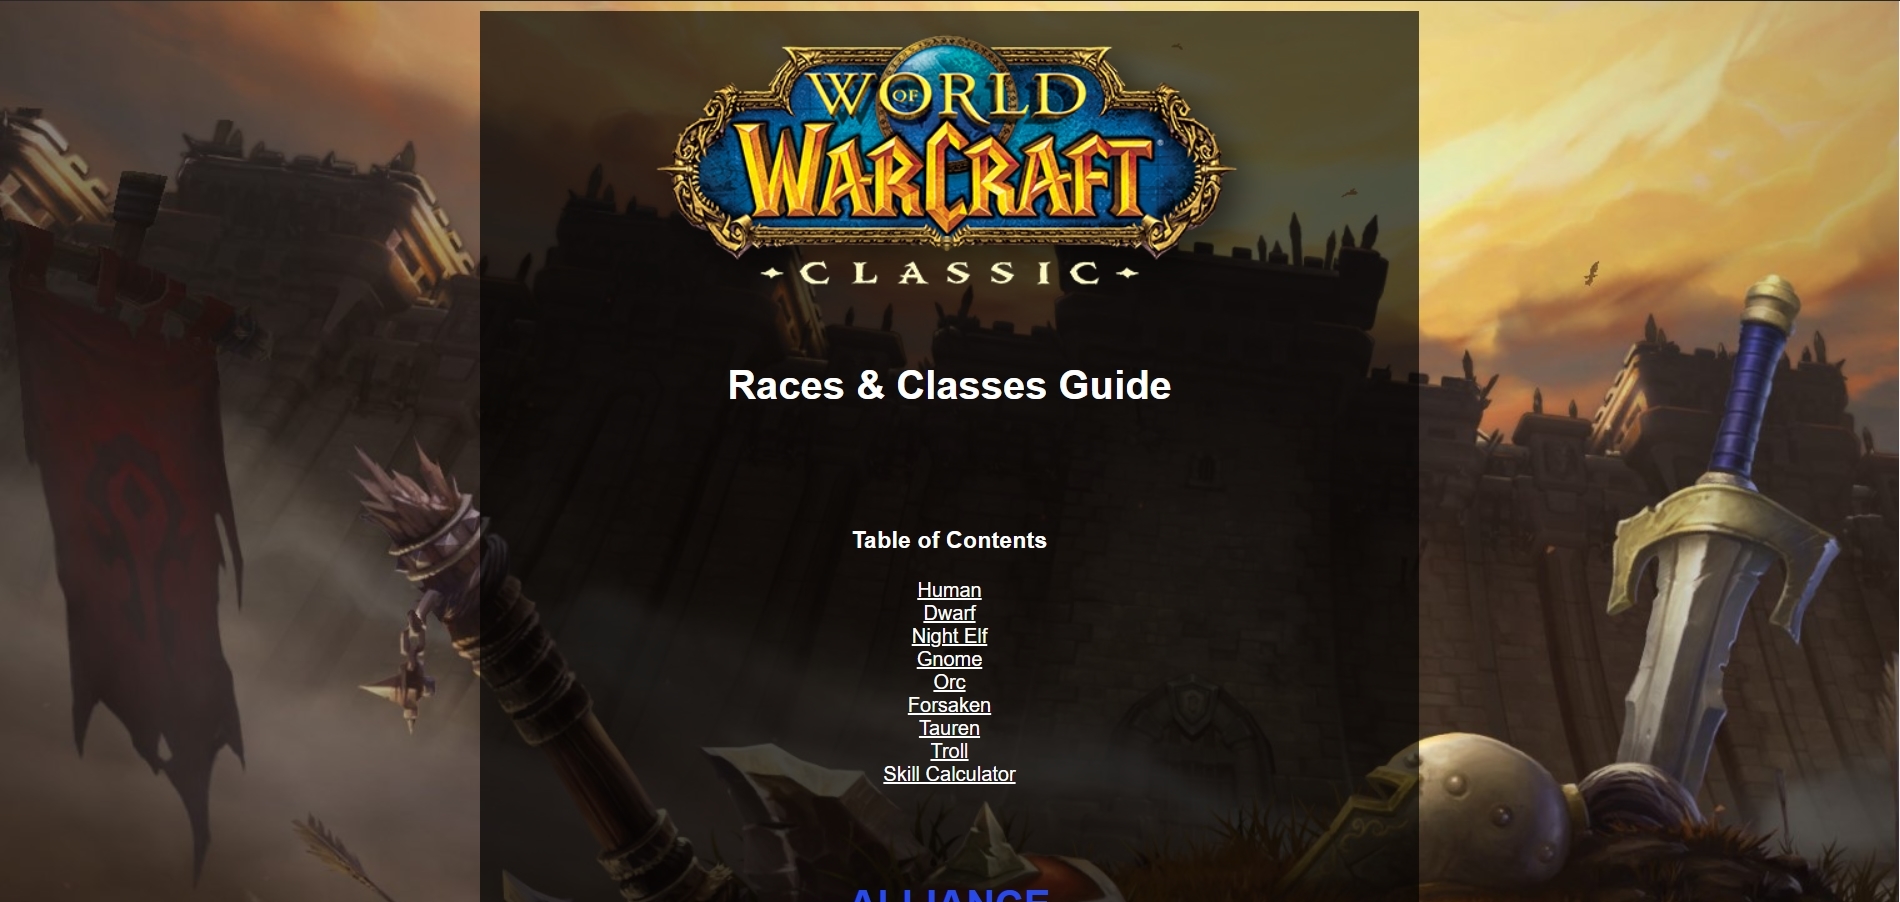 WORLD OF
WARCRAFT
CLASSIC
Races & Classes Guide
Table of Contents
Human
Dwarf
Night Elf
Gnome
Orc
Forsaken
Tauren
Troll
Skill Calculator
ALLIANCE